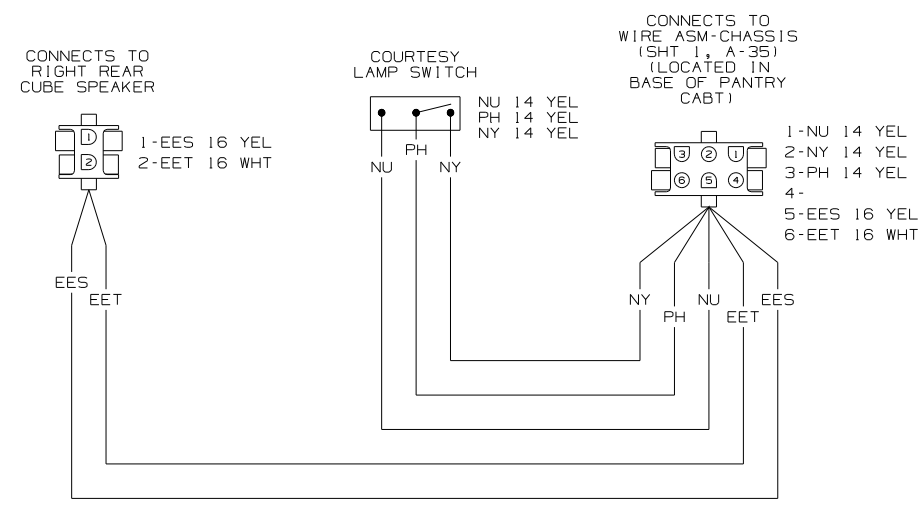 CONNECTS TO
RIGHT REAR
CUBE SPEAKER
1
2
1-EES 16 YEL
2-EET 16 WHT
EES
EET
COURTESY
LAMP SWITCH
NU 14 YEL
PH 14 YEL
NY 14 YEL
NU
PH
NY
CONNECTS TO
WIRE ASM-CHASSIS
(SHT 1, A-35)
(LOCATED IN
BASE OF PANTRY
CABT)
3 2 1
6 5 4
1-NU 14 YEL
2-NY 14 YEL
3-PH 14 YEL
4-
5-EES 16 YEL
6-EET 16 WHT
NY
PH
NU
EET
EES